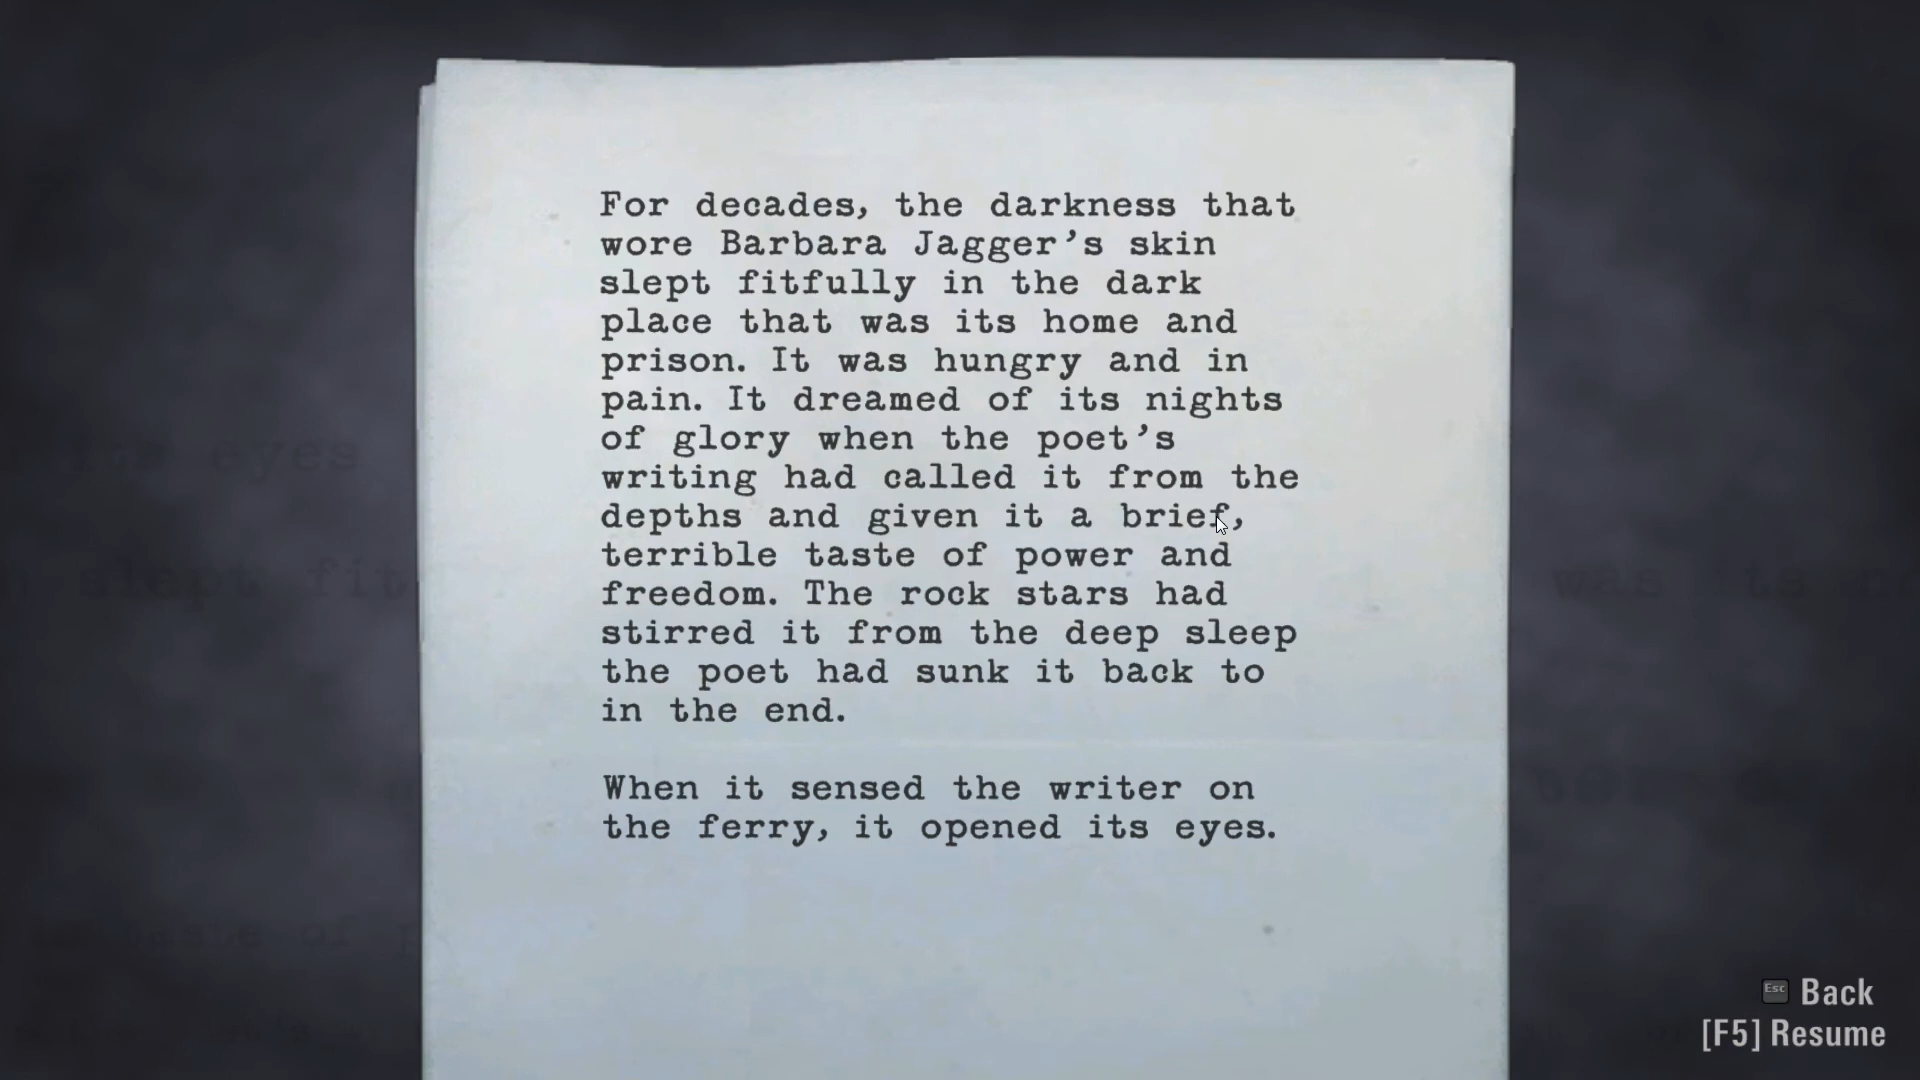 For decades, the darkness that
wore Barbara Jagger’s skin
slept fitfully in the dark
place that was its home and
prison. It was hungry and in
pain. It dreamed of its nights
of glory when the poet’s
writing had called it from the
depths and given it a brief,
terrible taste of power and
freedom. The rock stars had
stirred it from the deep sleep
the poet had sunk it back to
in the end.
When it sensed the writer on
the ferry, it opened its eyes.
Esc Back
[F5] Resume